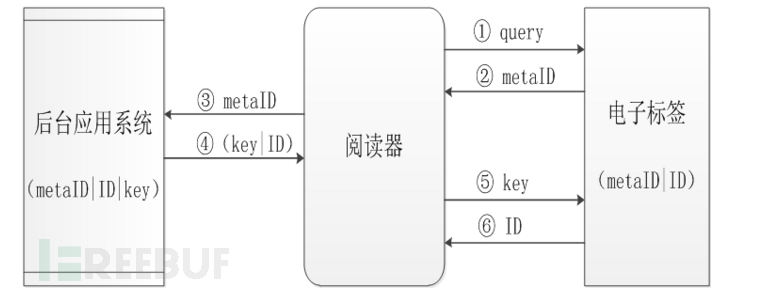 ① query
② metaID
③ metaID
④ (key|ID)
⑤ key
⑥ ID
后台应用系统
(metaID|ID|key)
阅读器
电子标签
(metaID|ID)
REEBUF